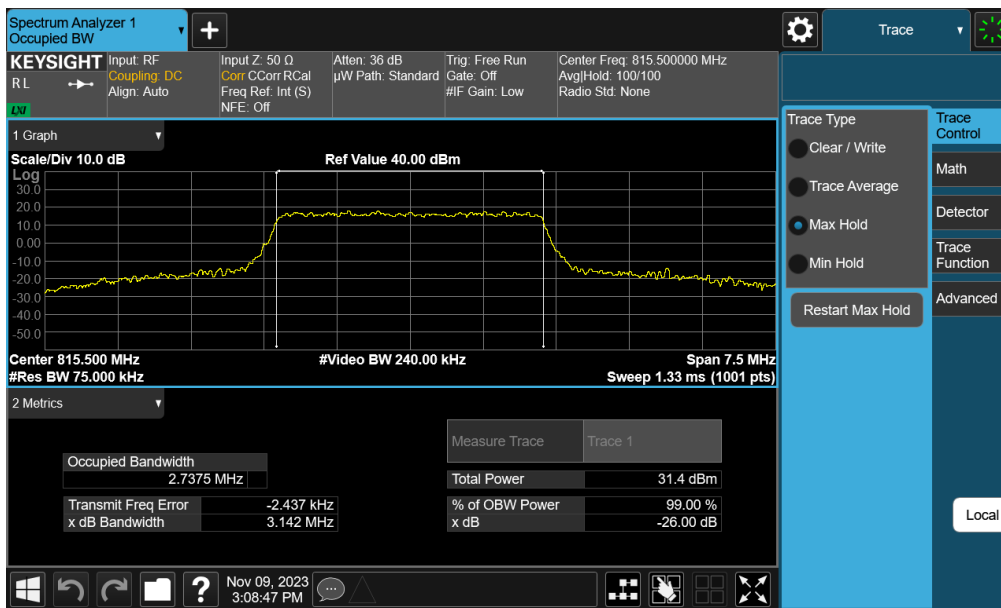 Spectrum Analyzer 1
Occupied BW
Trace
KEYSIGHT
R L
LXI
Input: RF
Coupling: DC
Align: Auto
Input Z: 50 Ω
Corr CCorr RCal
Freq Ref: Int (S)
NFE: Off
Atten: 36 dB
µW Path: Standard
Trig: Free Run
Gate: Off
#IF Gain: Low
Center Freq: 815.500000 MHz
Avg|Hold: 100/100
Radio Std: None
1 Graph
Scale/Div 10.0 dB
Ref Value 40.00 dBm
Log
30.0
20.0
10.0
0.00
-10.0
-20.0
-30.0
-40.0
-50.0
Center 815.500 MHz
#Video BW 240.00 kHz
Span 7.5 MHz
#Res BW 75.000 kHz
Sweep 1.33 ms (1001 pts)
2 Metrics
Measure Trace
Trace 1
Occupied Bandwidth
2.7375 MHz
Total Power
31.4 dBm
Transmit Freq Error
-2.437 kHz
% of OBW Power
99.00 %
x dB Bandwidth
3.142 MHz
x dB
-26.00 dB
Nov 09, 2023
3:08:47 PM
Trace Type
Clear / Write
Trace Average
Max Hold
Min Hold
Restart Max Hold
Trace
Control
Math
Detector
Trace
Function
Advanced
Local